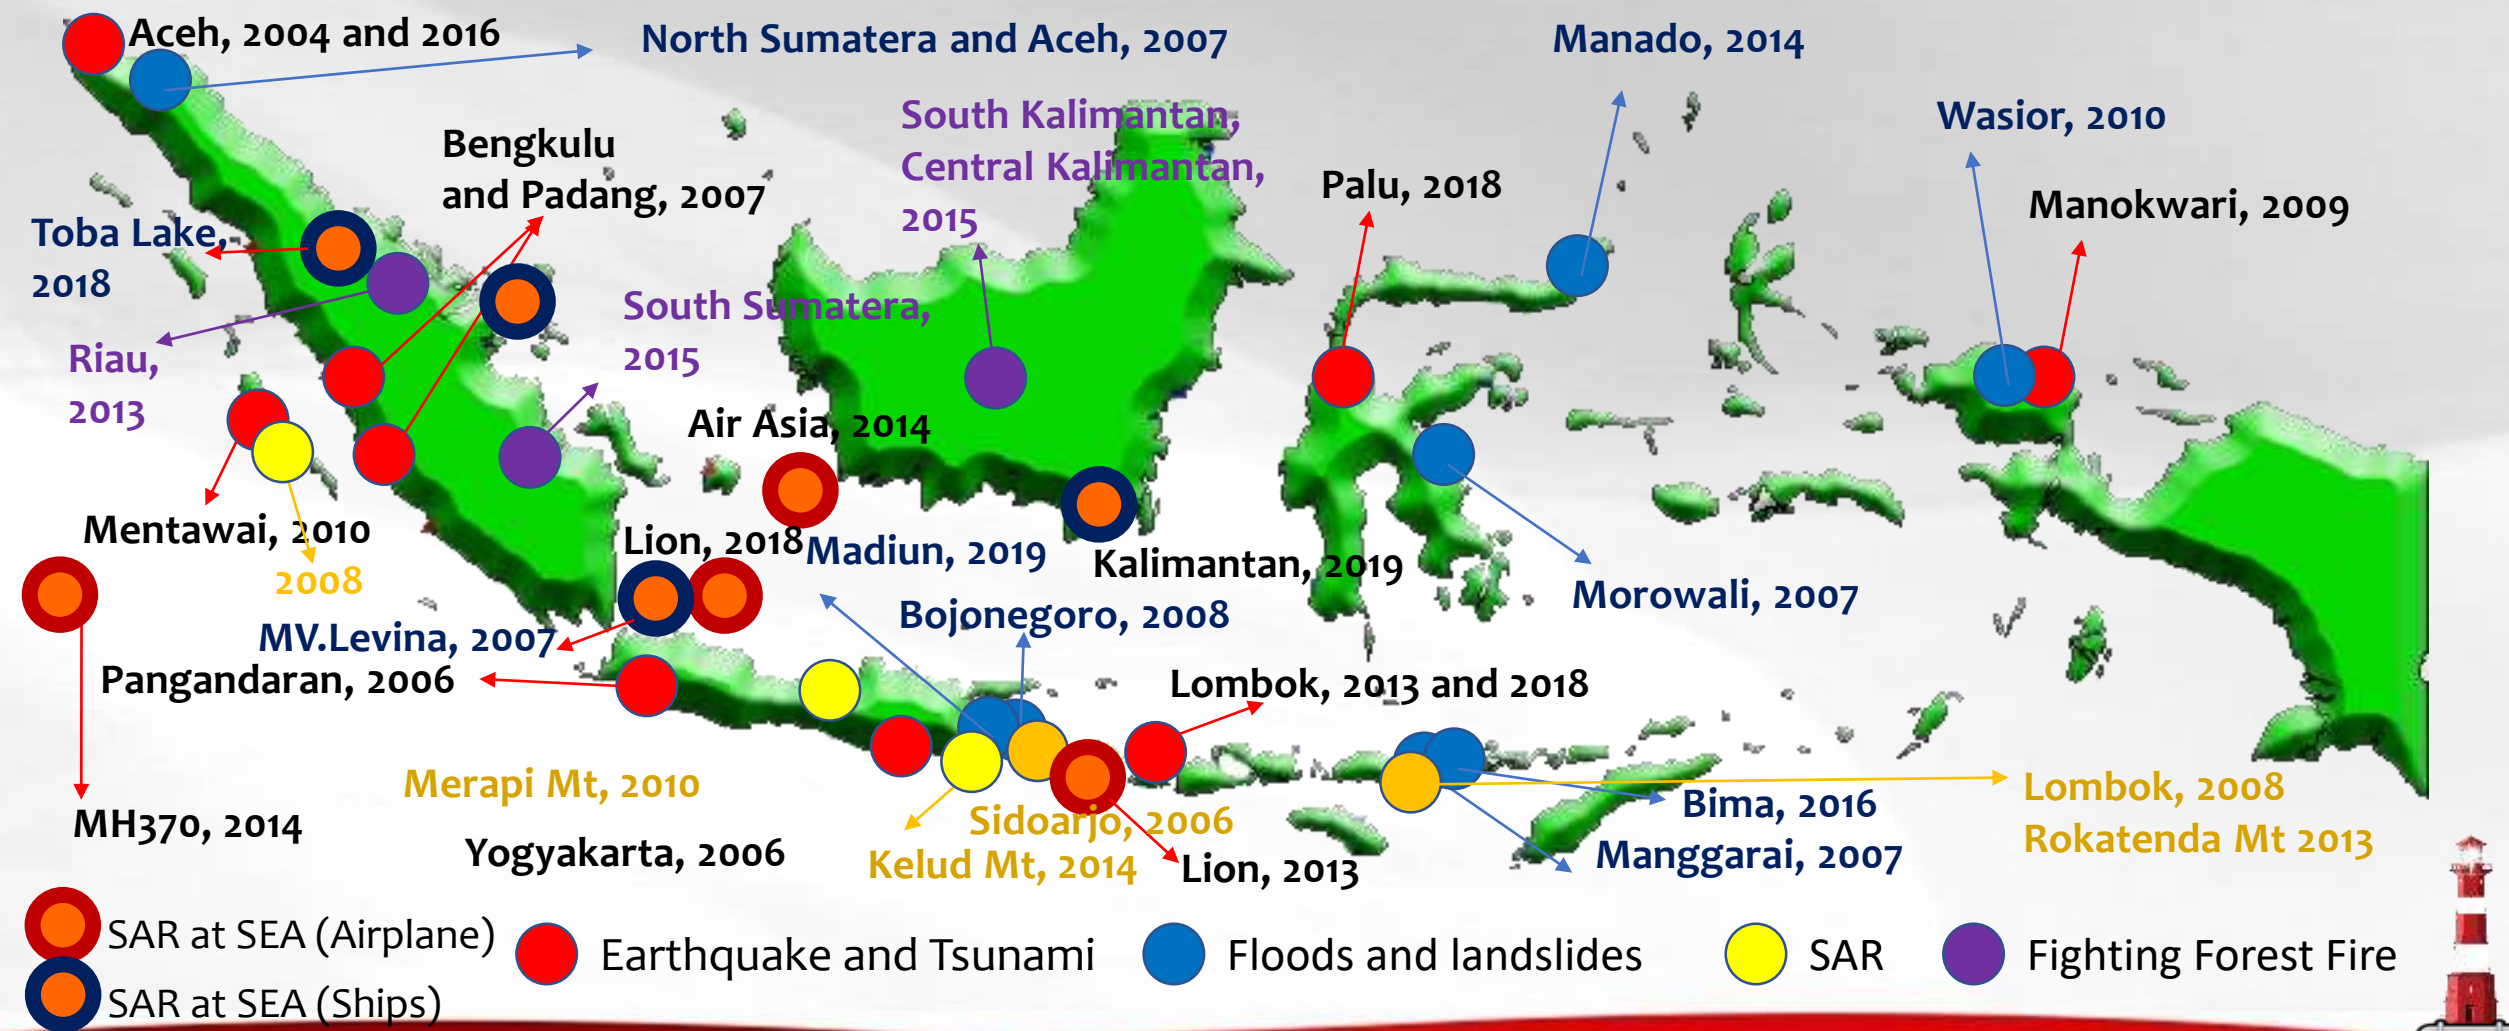 Aceh, 2004 and 2016
North Sumatera and Aceh, 2007
Manado, 2014
South Kalimantan,
Central Kalimantan,
2015
Wasior, 2010
Bengkulu
and Padang, 2007
Palu, 2018
Manokwari, 2009
Toba Lake,
2018
South Sumatera,
2015
Riau,
2013
Air Asia, 2014
Mentawai, 2010
2008
Lion, 2018
Madiun, 2019
Kalimantan, 2019
Morowali, 2007
Bojonegoro, 2008
MV.Levina, 2007
Pangandaran, 2006
Lombok, 2013 and 2018
Merapi Mt, 2010
Sidoarjo, 2006
Bima, 2016
Lombok, 2008
Rokatenda Mt 2013
MH370, 2014
Yogyakarta, 2006
Kelud Mt, 2014
Lion, 2013
Manggarai, 2007
SAR at SEA (Airplane)
SAR at SEA (Ships)
Earthquake and Tsunami
Floods and landslides
SAR
Fighting Forest Fire